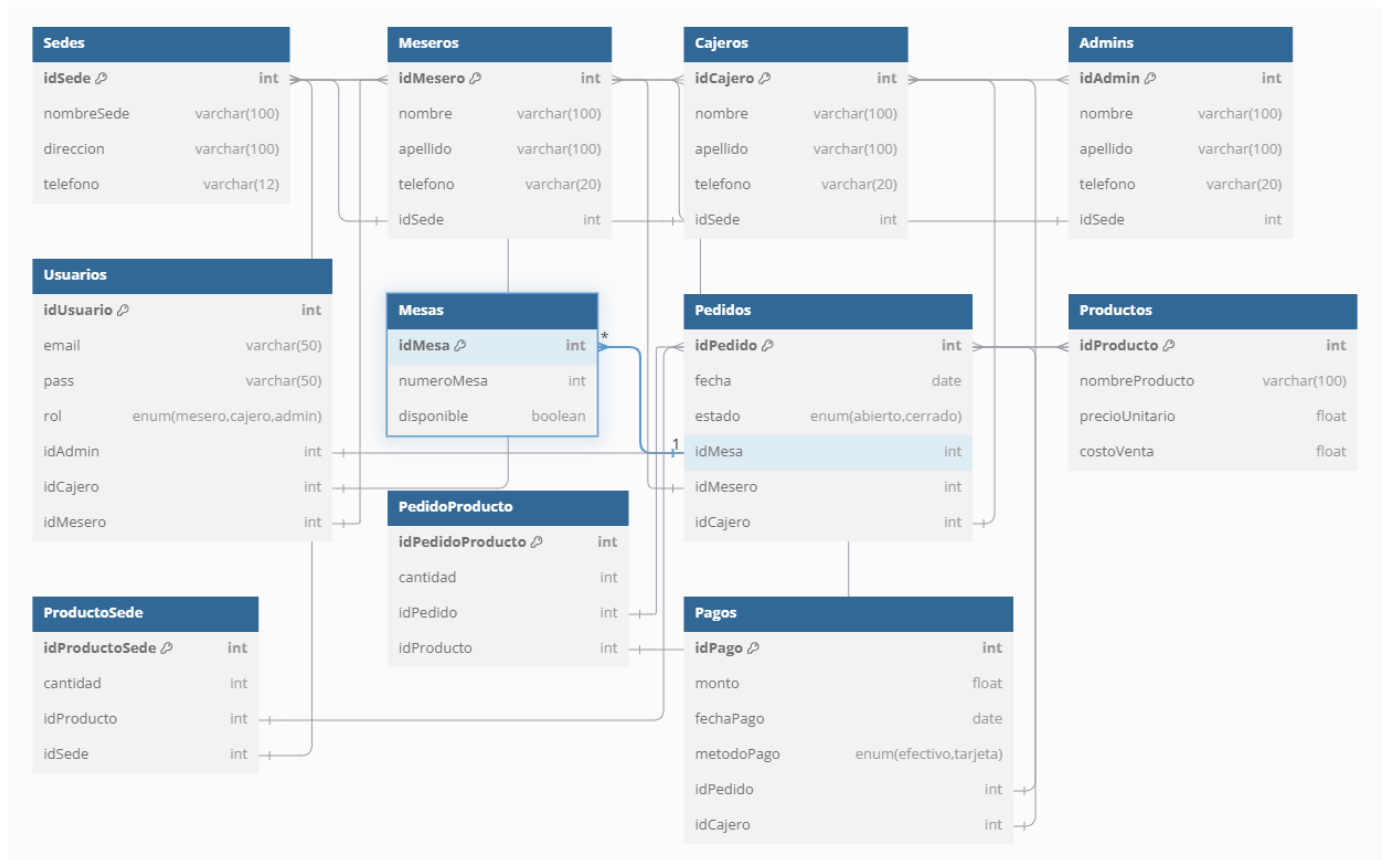 Sedes
idSede int
nombreSede varchar(100)
direccion varchar(100)
telefono varchar(12)
Meseros
idMesero int
nombre varchar(100)
apellido varchar(100)
telefono varchar(20)
idSede int
Cajeros
idCajero int
nombre varchar(100)
apellido varchar(100)
telefono varchar(20)
idSede int
Admins
idAdmin int
nombre varchar(100)
apellido varchar(100)
telefono varchar(20)
idSede int
Usuarios
idUsuario int
email varchar(50)
pass varchar(50)
rol enum(mesero,cajero,admin)
idAdmin int
idCajero int
idMesero int
Mesas
idMesa int
numeroMesa int
disponible boolean
*
1
Pedidos
idPedido int
fecha date
estado enum(abierto,cerrado)
idMesa int
idMesero int
idCajero int
Productos
idProducto int
nombreProducto varchar(100)
precioUnitario float
costoVenta float
PedidoProducto
idPedidoProducto int
cantidad int
idPedido int
idProducto int
ProductoSede
idProductoSede int
cantidad int
idProducto int
idSede int
Pagos
idPago int
monto float
fechaPago date
metodoPago enum(efectivo,tarjeta)
idPedido int
idCajero int